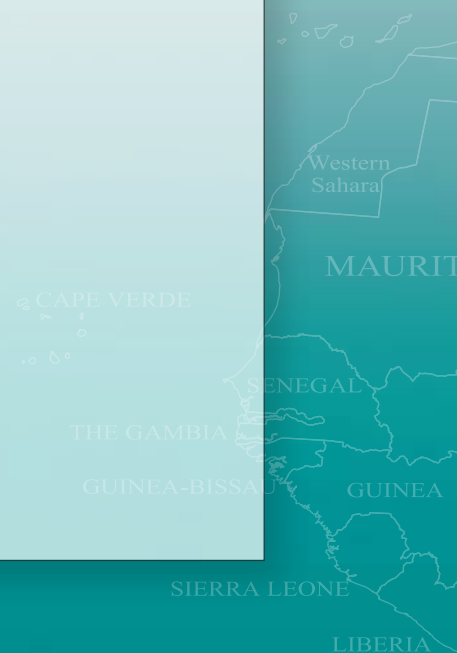 Western
Sahara
MAURIT
CAPE VERDE
SENEGAL
THE GAMBIA
GUINEA-BISSAU
GUINEA
SIERRA LEONE
LIBERIA